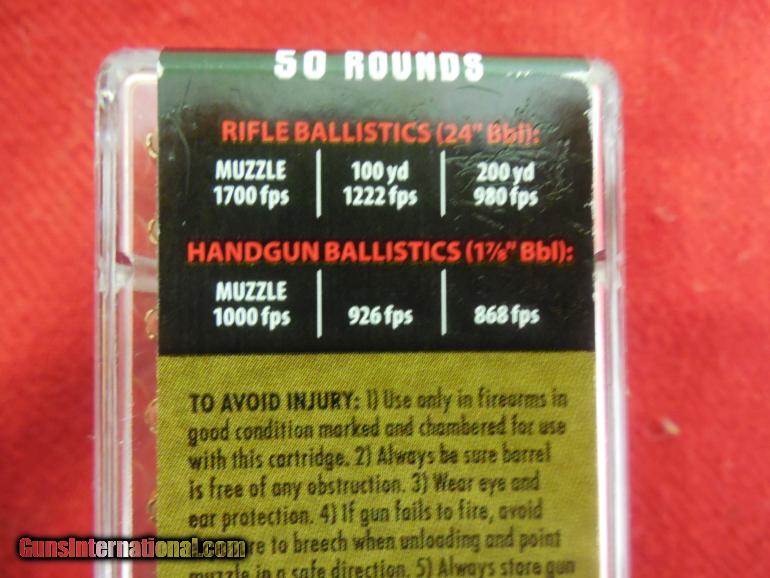 50 ROUNDS
RIFLE BALLISTICS (24" Bbl):
MUZZLE 100 yd 200 yd
1700 fps 1222 fps 980 fps
HANDGUN BALLISTICS (1⅞" Bbl):
MUZZLE
1000 fps 926 fps 868 fps
TO AVOID INJURY: 1) Use only in firearms in
good condition marked and chambered for use
with this cartridge. 2) Always be sure barrel
is free of any obstruction. 3) Wear eye and
ear protection. 4) If gun fails to fire, avoid
to breech when unloading and point
muzzle in a safe direction. 5) Always store gun
GunsInternational.com